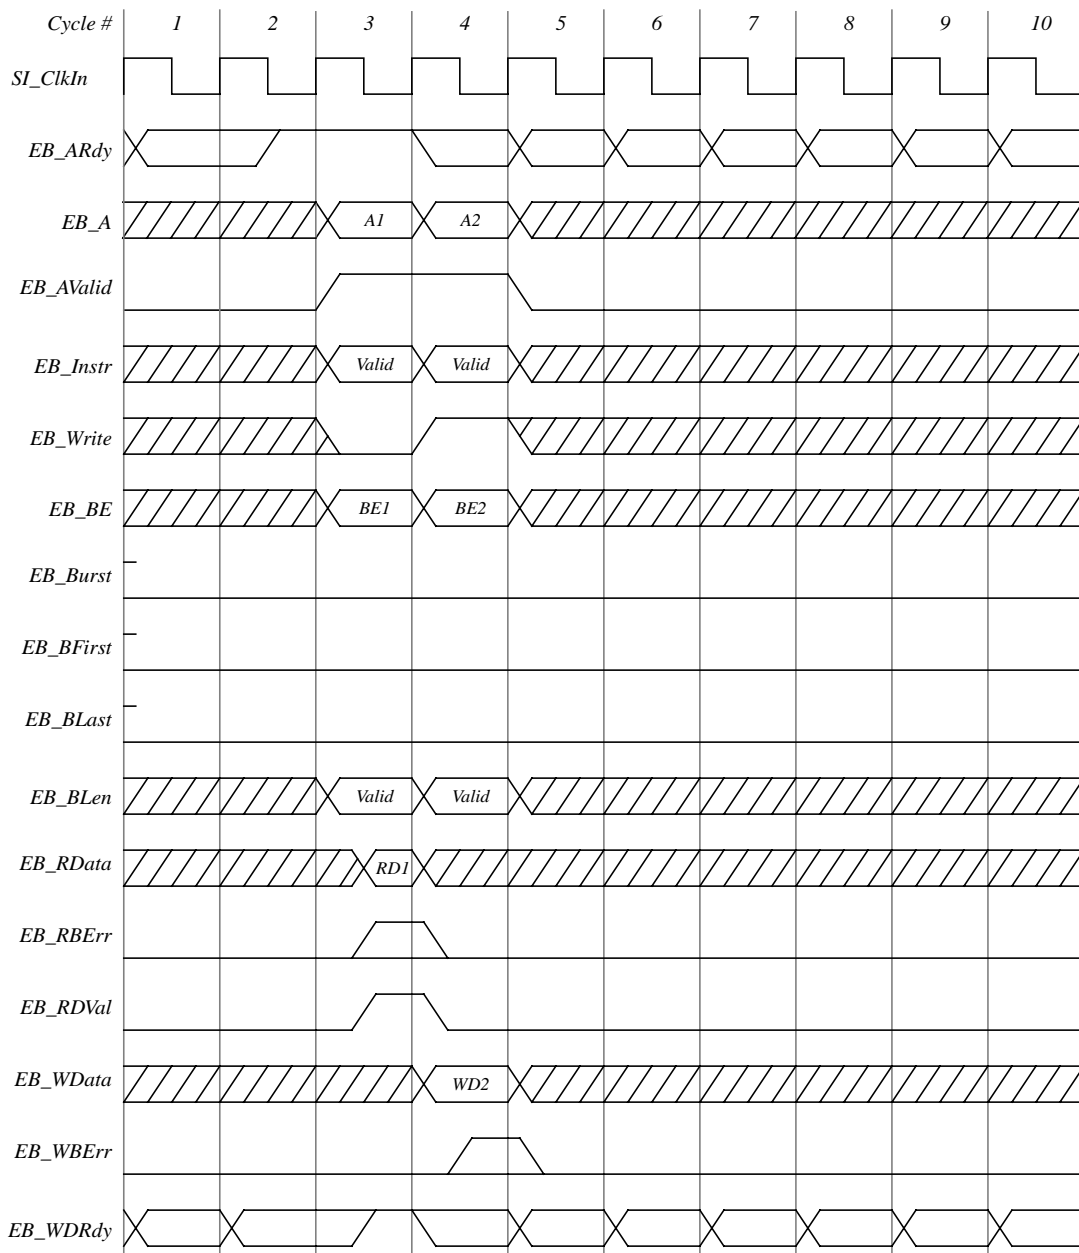 Cycle # 1 2 3 4 5 6 7 8 9 10
SI_ClkIn
EB_ARdy
EB_A A1 A2
EB_AValid
EB_Instr Valid Valid
EB_Write
EB_BE BE1 BE2
EB_Burst
EB_BFirst
EB_BLast
EB_BLen Valid Valid
EB_RData RD1
EB_RBErr
EB_RDVal
EB_WData WD2
EB_WBErr
EB_WDRdy